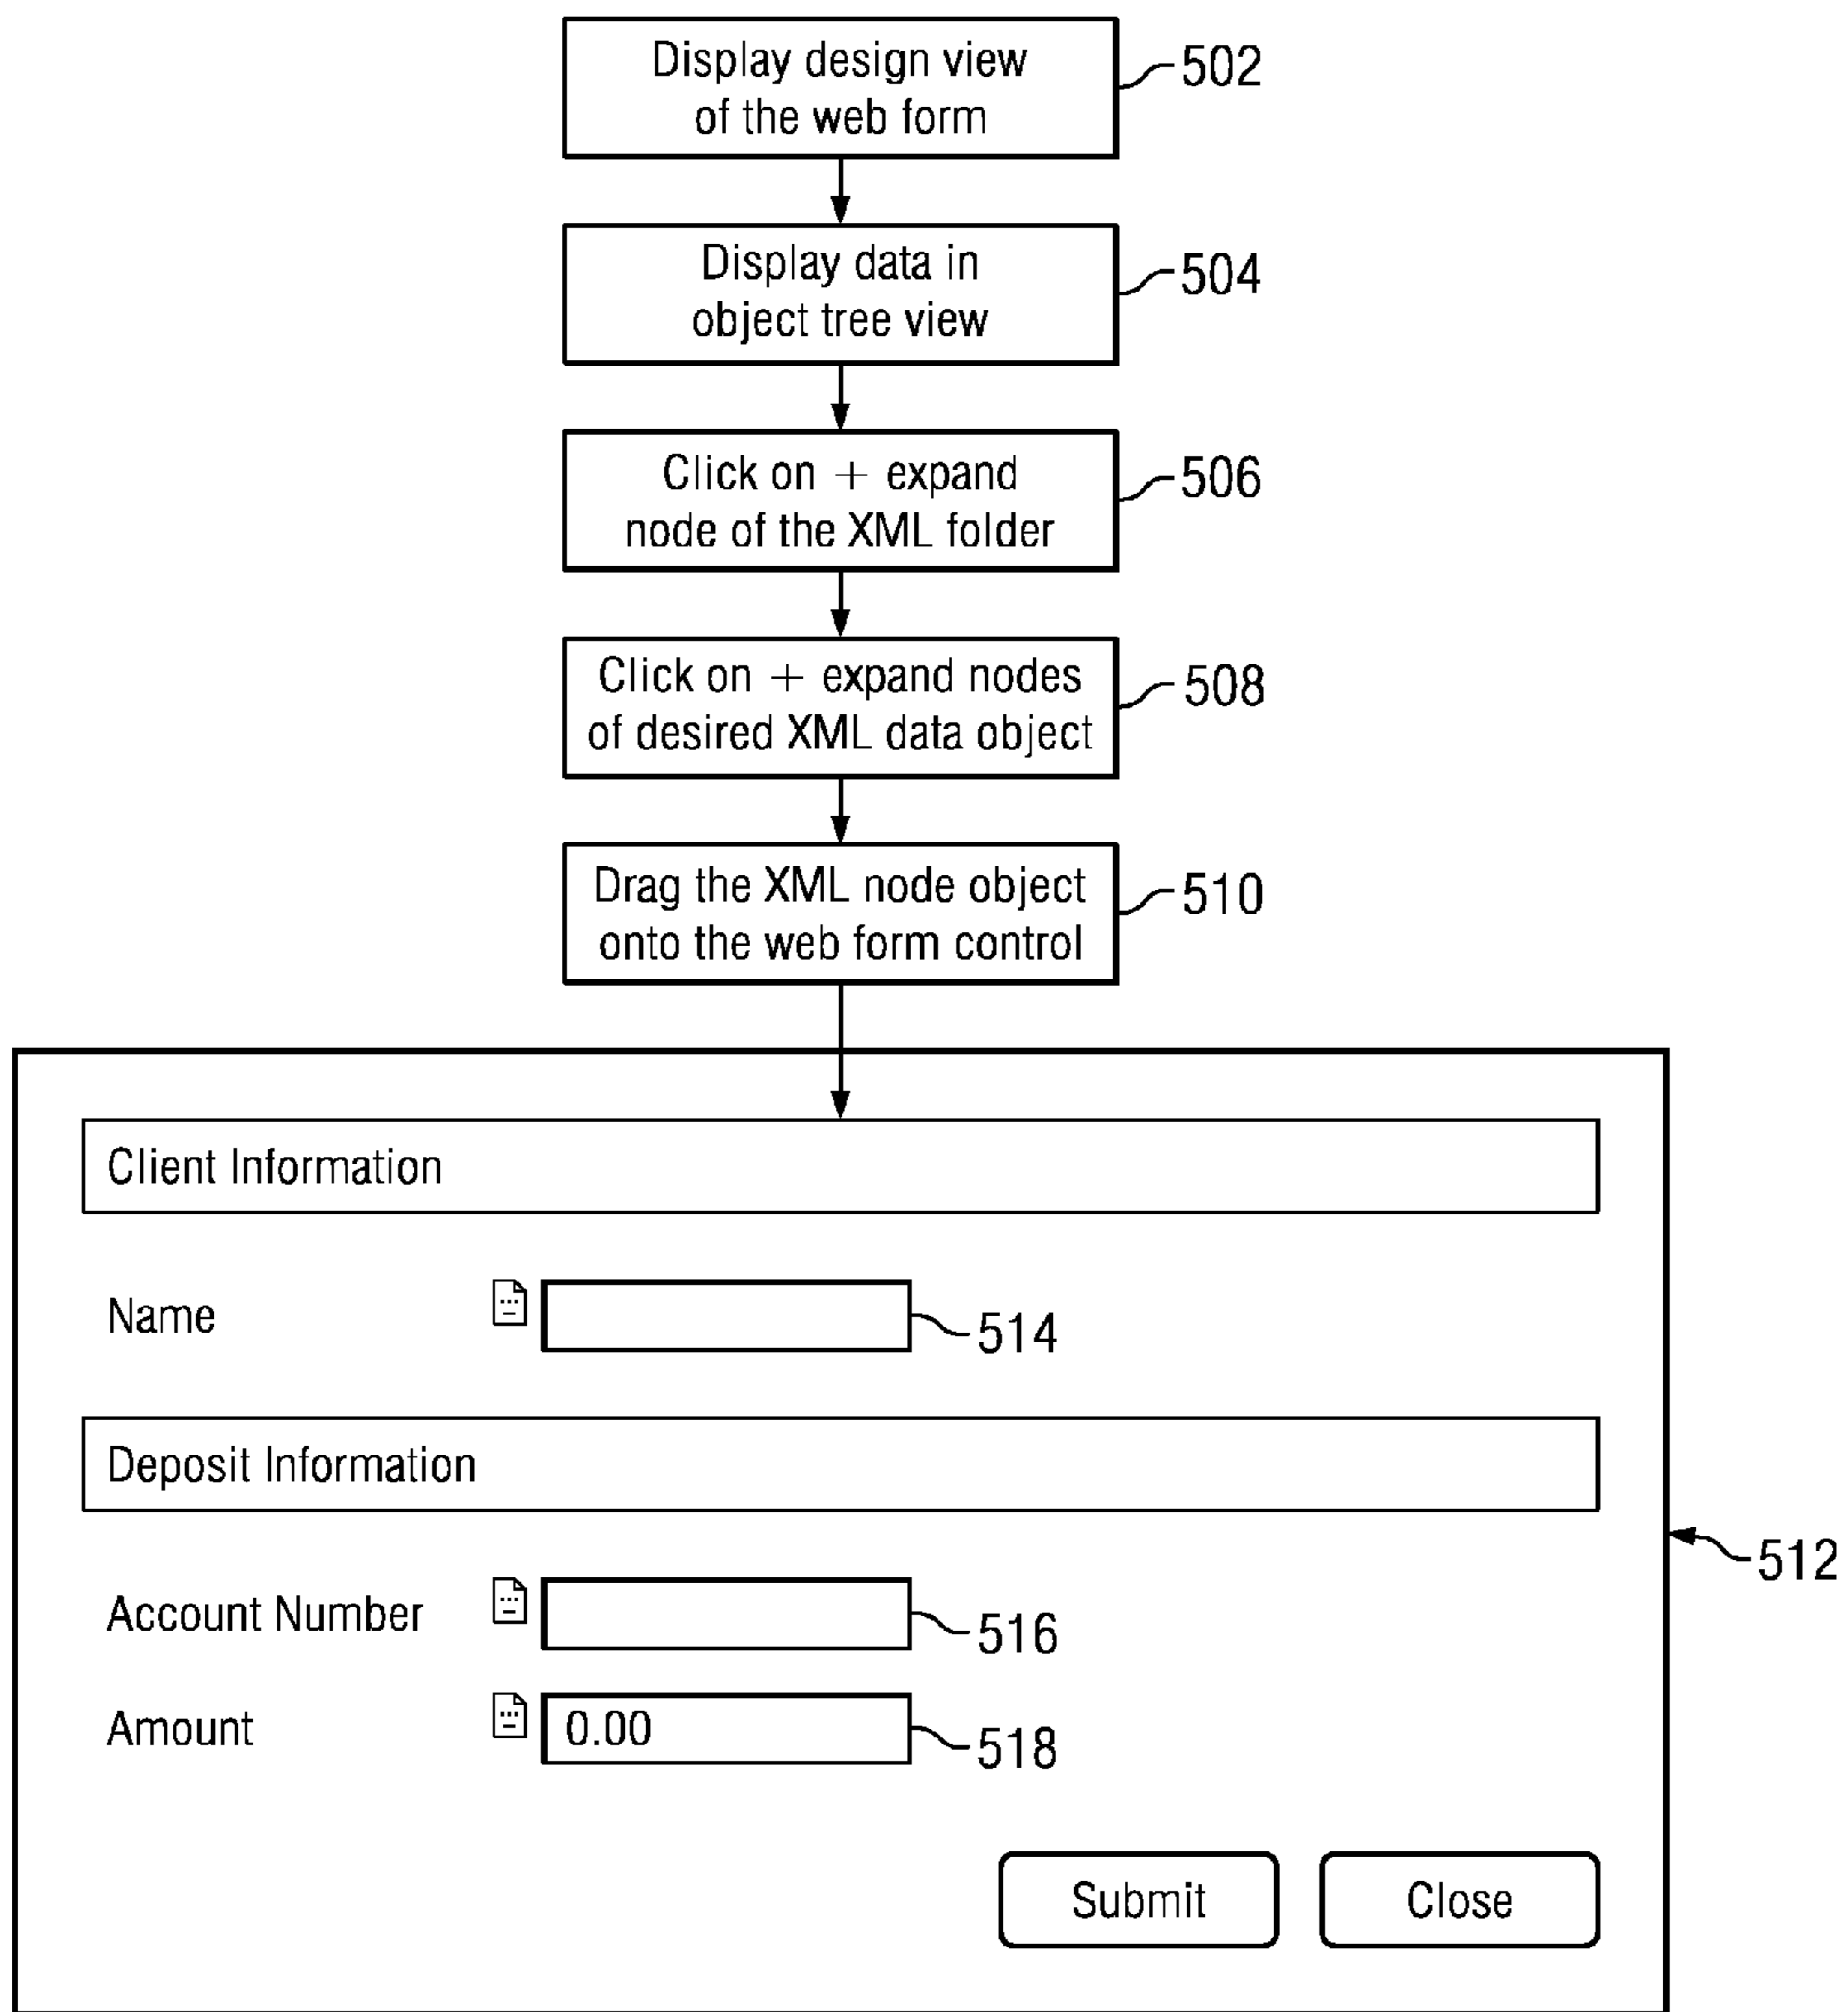 Display design view
of the web form
502
Display data in
object tree view
504
Click on + expand
node of the XML folder
506
Click on + expand nodes
of desired XML data object
508
Drag the XML node object
onto the web form control
510
Client Information
Name
514
Deposit Information
512
Account Number
516
Amount
0.00
518
Submit
Close